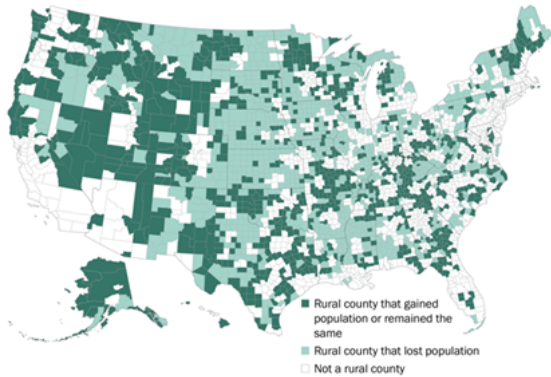 Rural county that gained
population or remained the
same
Rural county that lost population
Not a rural county